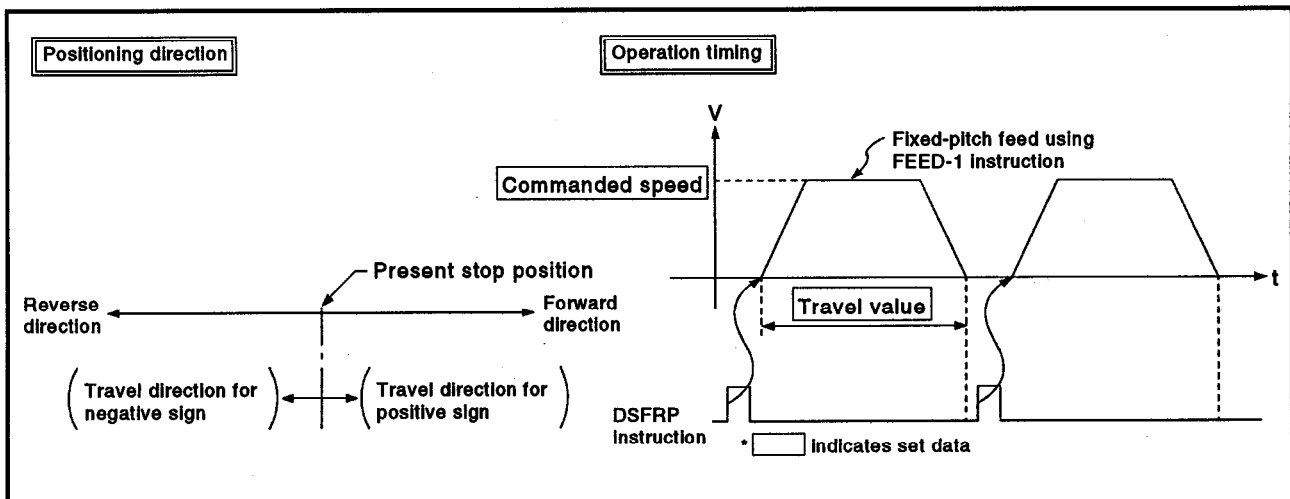 Positioning direction
Present stop position
Reverse
direction
Forward
direction
Travel direction for
negative sign
Travel direction for
positive sign
Operation timing
V
Fixed-pitch feed using
FEED-1 instruction
Commanded speed
t
Travel value
DSFRP
instruction
* indicates set data